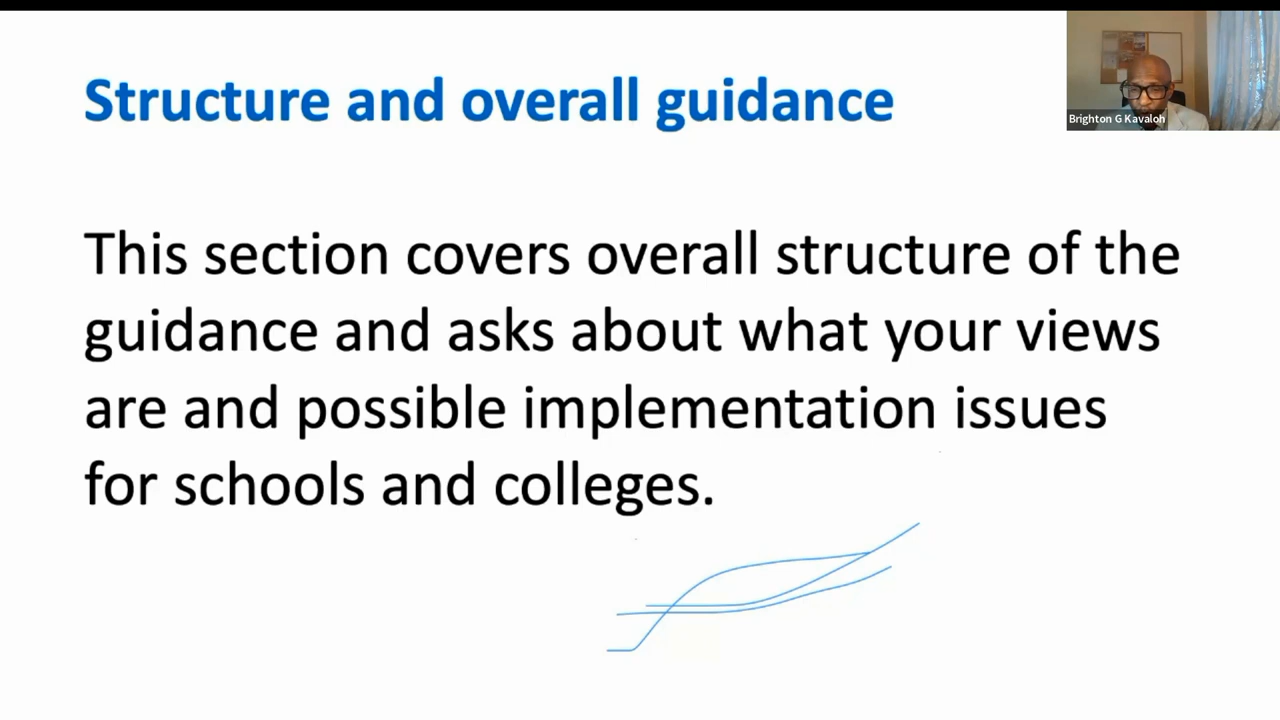 Structure and overall guidance
Brighton G Kavaloh
This section covers overall structure of the
guidance and asks about what your views
are and possible implementation issues
for schools and colleges.